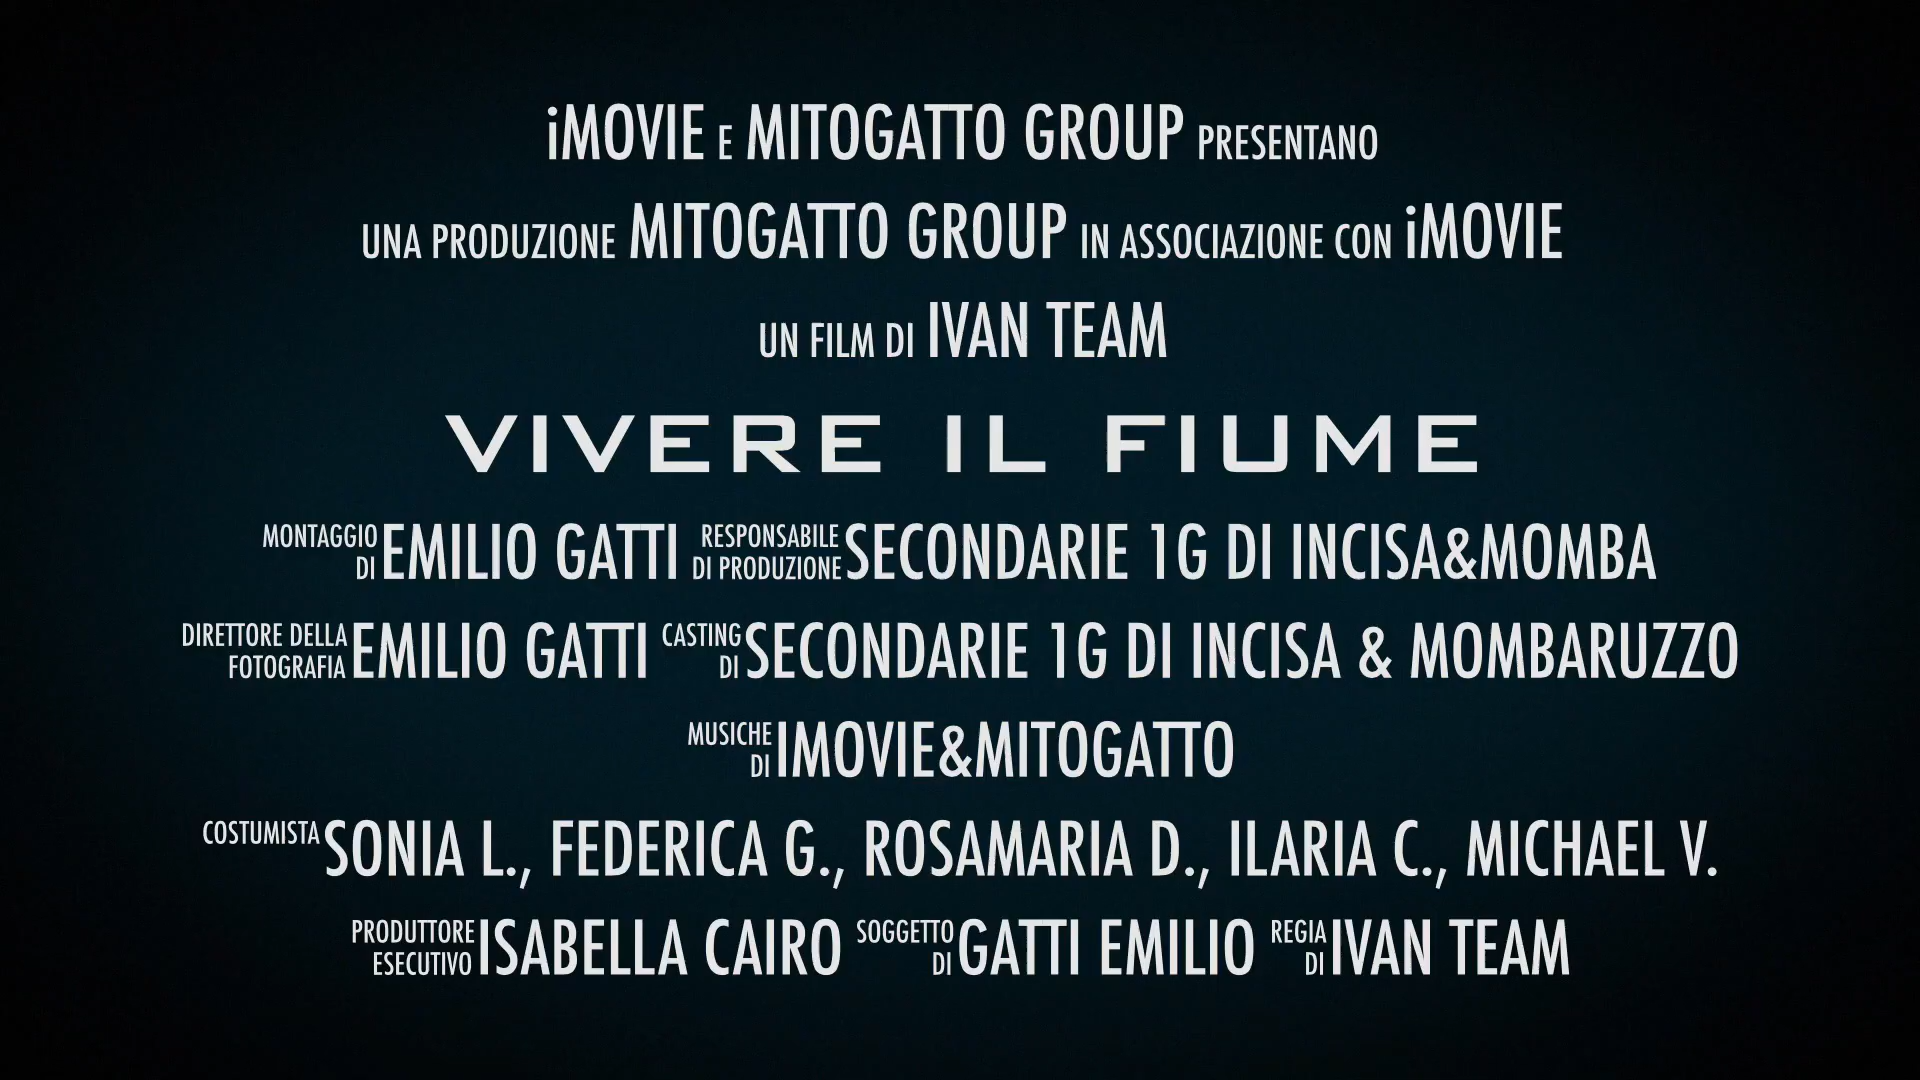 iMOVIE E MITOGATTO GROUP PRESENTANO
UNA PRODUZIONE MITOGATTO GROUP IN ASSOCIAZIONE CON iMOVIE
UN FILM DI IVAN TEAM
VIVERE IL FIUME
MONTAGGIO DI EMILIO GATTI RESPONSABILE DI PRODUZIONE SECONDARIE 1G DI INCISA&MOMBA
DIRETTORE DELLA FOTOGRAFIA EMILIO GATTI CASTING DI SECONDARIE 1G DI INCISA & MOMBARUZZO
MUSICHE DI IMOVIE&MITOGATTO
COSTUMISTA SONIA L., FEDERICA G., ROSAMARIA D., ILARIA C., MICHAEL V.
PRODUTTORE ESECUTIVO ISABELLA CAIRO SOGGETTO DI GATTI EMILIO REGIA DI IVAN TEAM